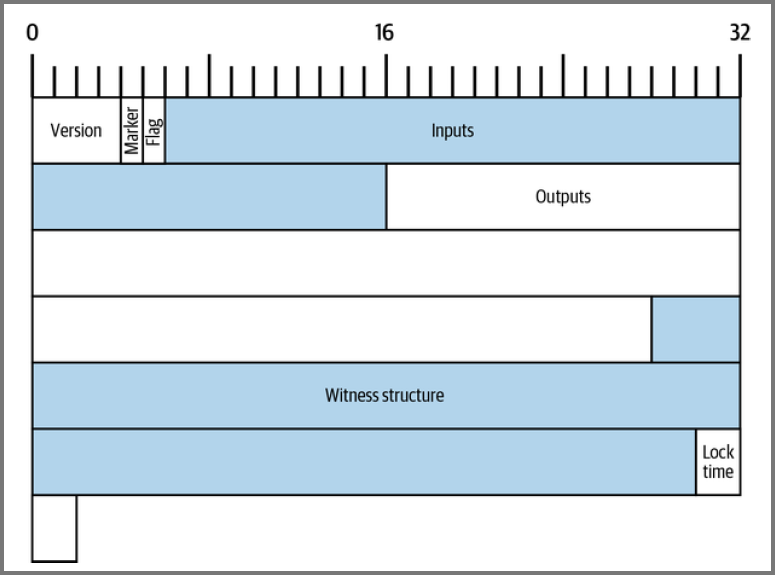 0 16 32
Version Marker Flag Inputs
Outputs
Witness structure
Lock
time